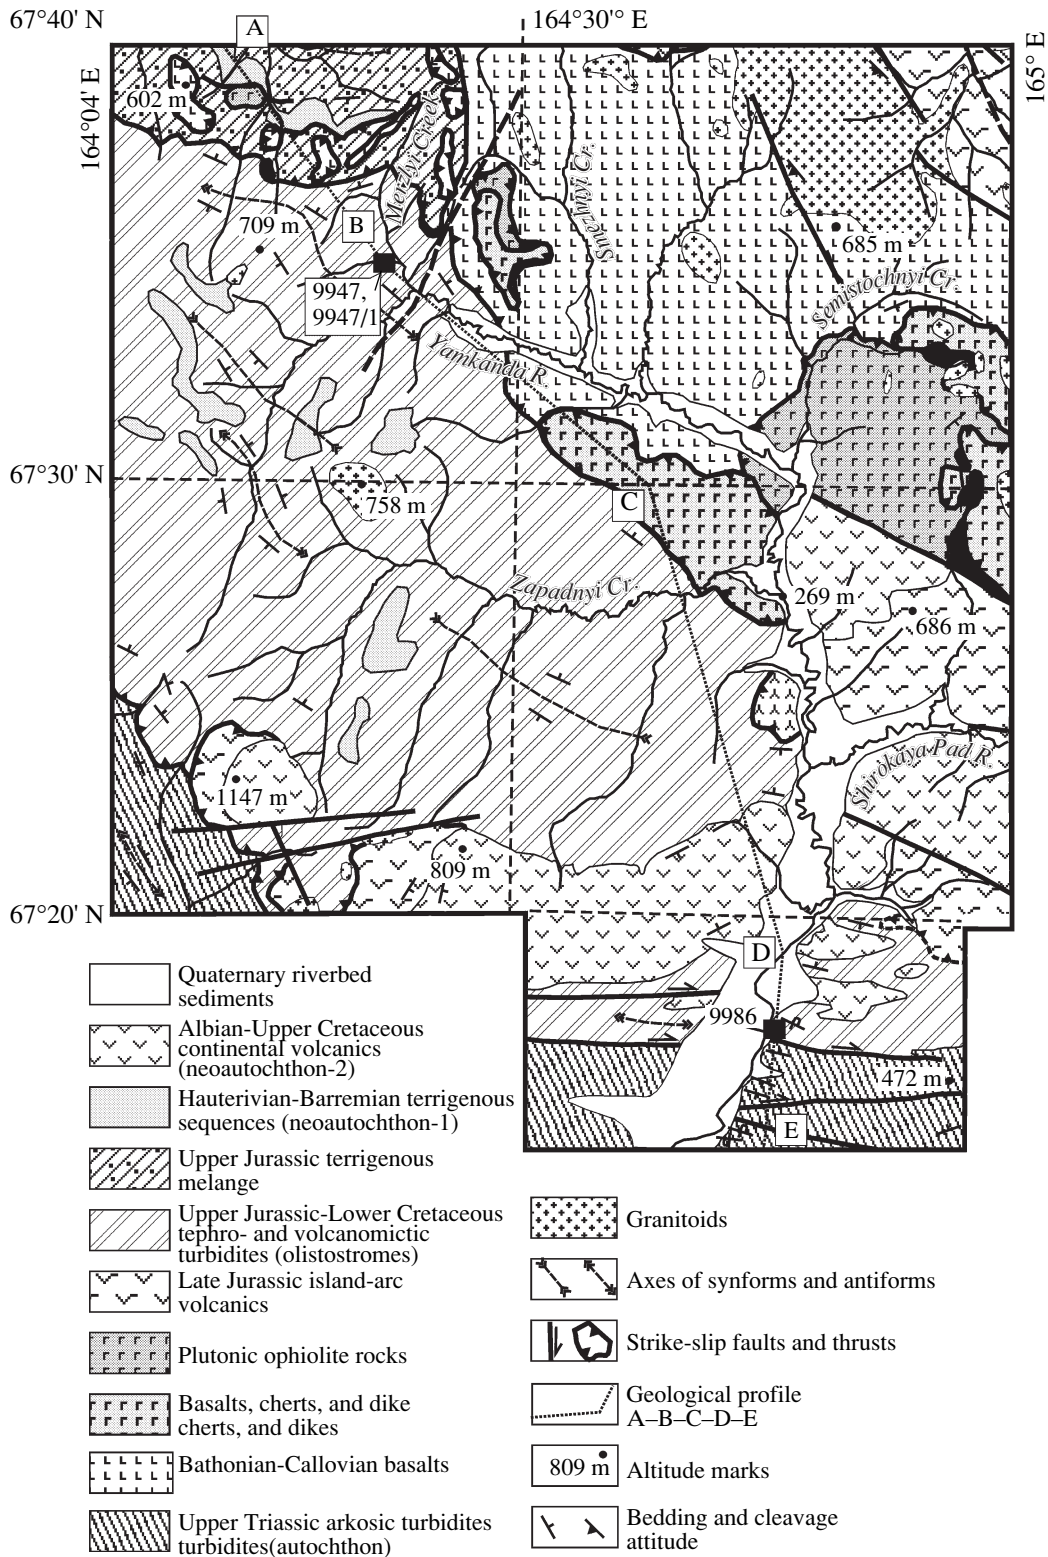 67°40' N
A
164°30'° E
165° E
164°04' E
602 m
Merzlyi Creek
Smezhnyi Cr.
B
709 m
685 m
9947,
9947/1
Semistochnyi Cr.
Yamkanda R.
67°30' N
758 m
C
Zapadnyi Cr.
269 m
686 m
Shirokaya Pad R.
1147 m
809 m
67°20' N
D
9986
472 m
E
Quaternary riverbed
sediments
Albian-Upper Cretaceous
continental volcanics
(neoautochthon-2)
Hauterivian-Barremian terrigenous
sequences (neoautochthon-1)
Upper Jurassic terrigenous
melange
Upper Jurassic-Lower Cretaceous
tephro- and volcanomictic
turbidites (olistostromes)
Late Jurassic island-arc
volcanics
Plutonic ophiolite rocks
Basalts, cherts, and dike
cherts, and dikes
Bathonian-Callovian basalts
Upper Triassic arkosic turbidites
turbidites(autochthon)
Granitoids
Axes of synforms and antiforms
Strike-slip faults and thrusts
Geological profile
A–B–C–D–E
809 m
Altitude marks
Bedding and cleavage
attitude